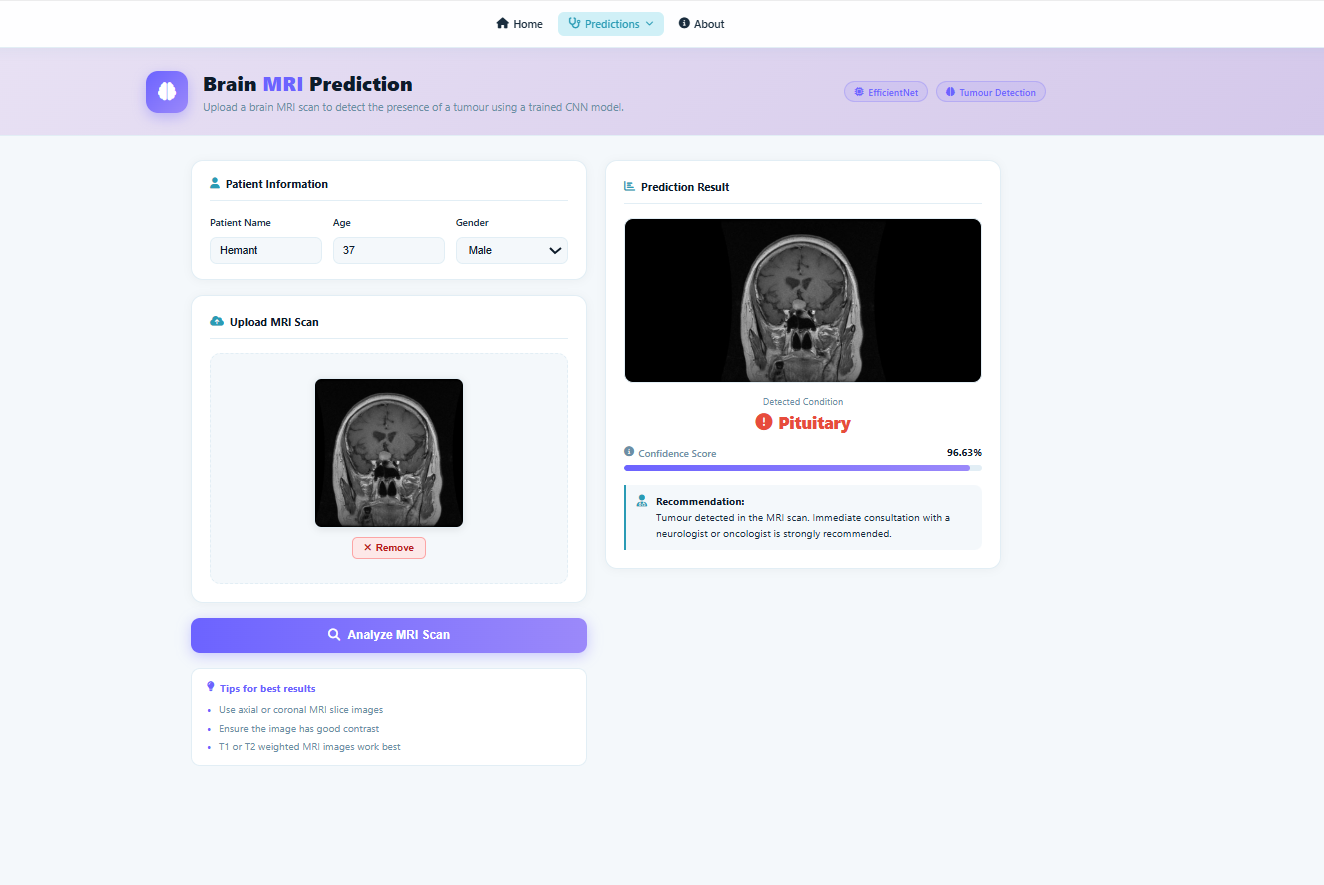 Home
Predictions
About
Brain MRI Prediction
Upload a brain MRI scan to detect the presence of a tumour using a trained CNN model.
EfficientNet
Tumour Detection
Patient Information
Patient Name
Age
Gender
Hemant
37
Male
Upload MRI Scan
Remove
Analyze MRI Scan
Tips for best results
Use axial or coronal MRI slice images
Ensure the image has good contrast
T1 or T2 weighted MRI images work best
Prediction Result
Detected Condition
Pituitary
Confidence Score
96.63%
Recommendation:
Tumour detected in the MRI scan. Immediate consultation with a
neurologist or oncologist is strongly recommended.